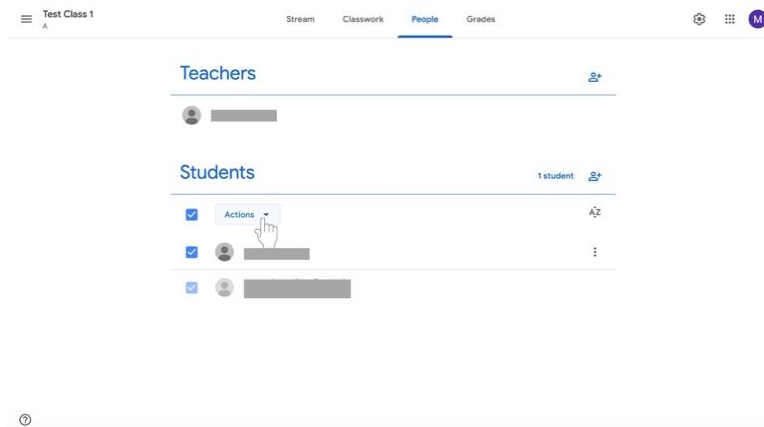 Test Class 1
A
Stream
Classwork
People
Grades
M
Teachers
Students
1 student
Actions
AZ